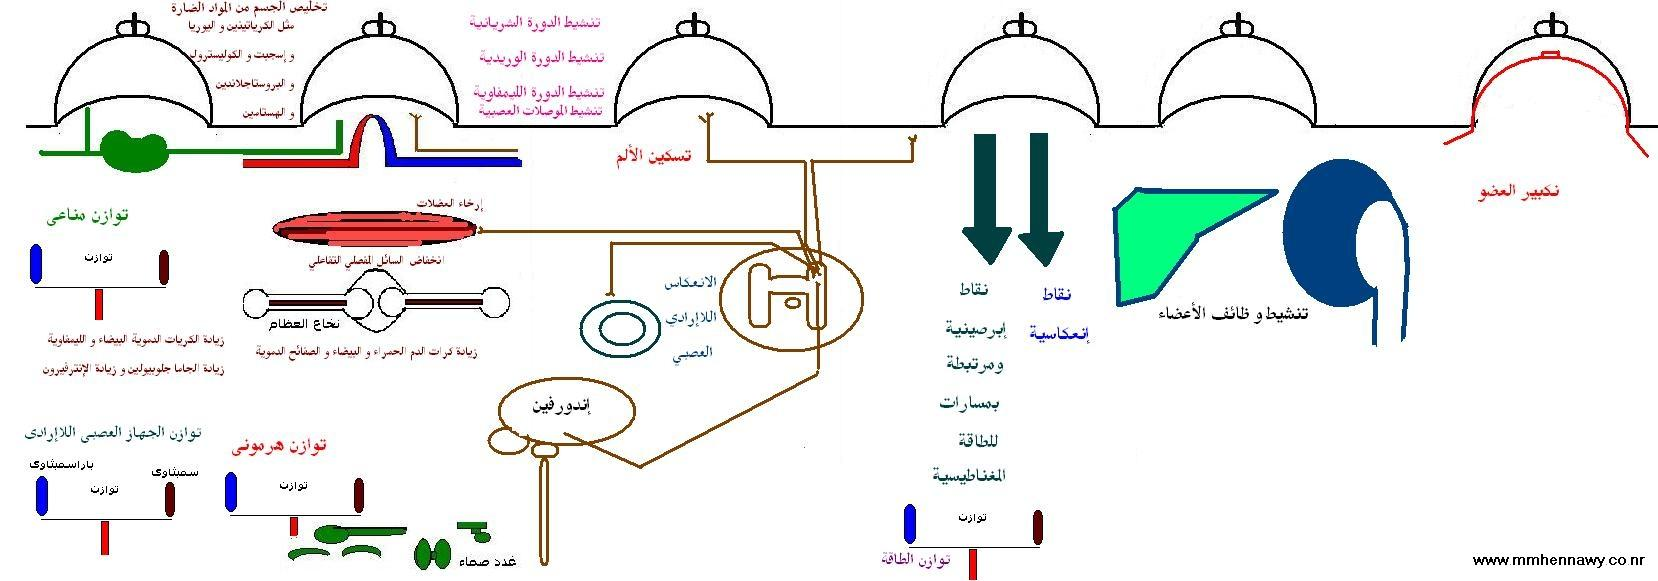 تخليص الجسم من المواد الضارة
مثل الكرياتينين و اليوريا
و إسجبت و الكوليسترول
و البروستاجلاندين
و الهستامين
تنشيط الدورة الشريانية
تنشيط الدورة الوريدية
تنشيط الدورة الليمفاوية
تنشيط الموصلات العصبية
تسكين الألم
تكبير العضو
توازن مناعى
توازن
زيادة الكريات الدموية البيضاء و الليمفاوية
زيادة الجاما جلوبيولين و زيادة الإنترفيرون
إرخاء العضلات
انخفاض السائل المفصلي التفاعلي
نخاع العظام
زيادة كرات الدم الحمراء و البيضاء و الصفائح الدموية
الانعكاس
اللاإرادي
العصبي
إندورفين
نقاط
إبرصينية
ومرتبطة
بمسارات
للطاقة
المغناطيسية
نقاط
إنعكاسية
تنشيط و ظائف الأعضاء
توازن الجهاز العصبى اللاإرادى
باراسمبثاوى
سمبثاوى
توازن
توازن هرمونى
توازن
غدد صماء
توازن
توازن الطاقة
www.mmhennawy.co.nr